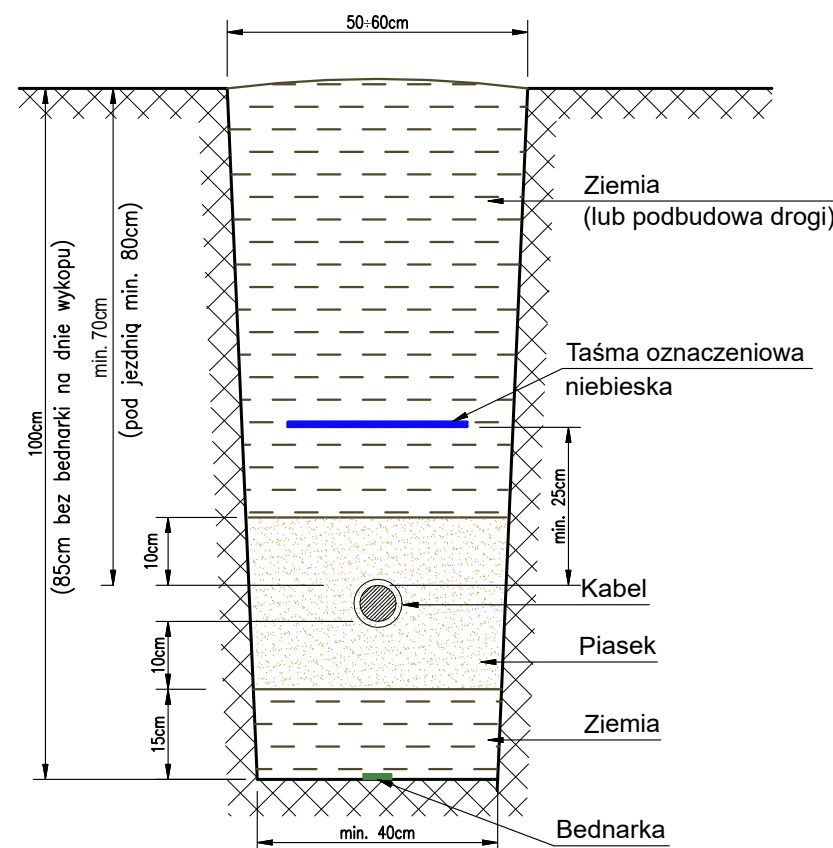 50÷60cm
Ziemia
(lub podbudowa drogi)
Taśma oznaczeniowa
niebieska
100cm
(85cm bez bednarki na dnie wykopu)
min. 70cm
(pod jezdnią min. 80cm)
min. 25cm
10cm
Kabel
10cm
Piasek
15cm
Ziemia
min. 40cm
Bednarka